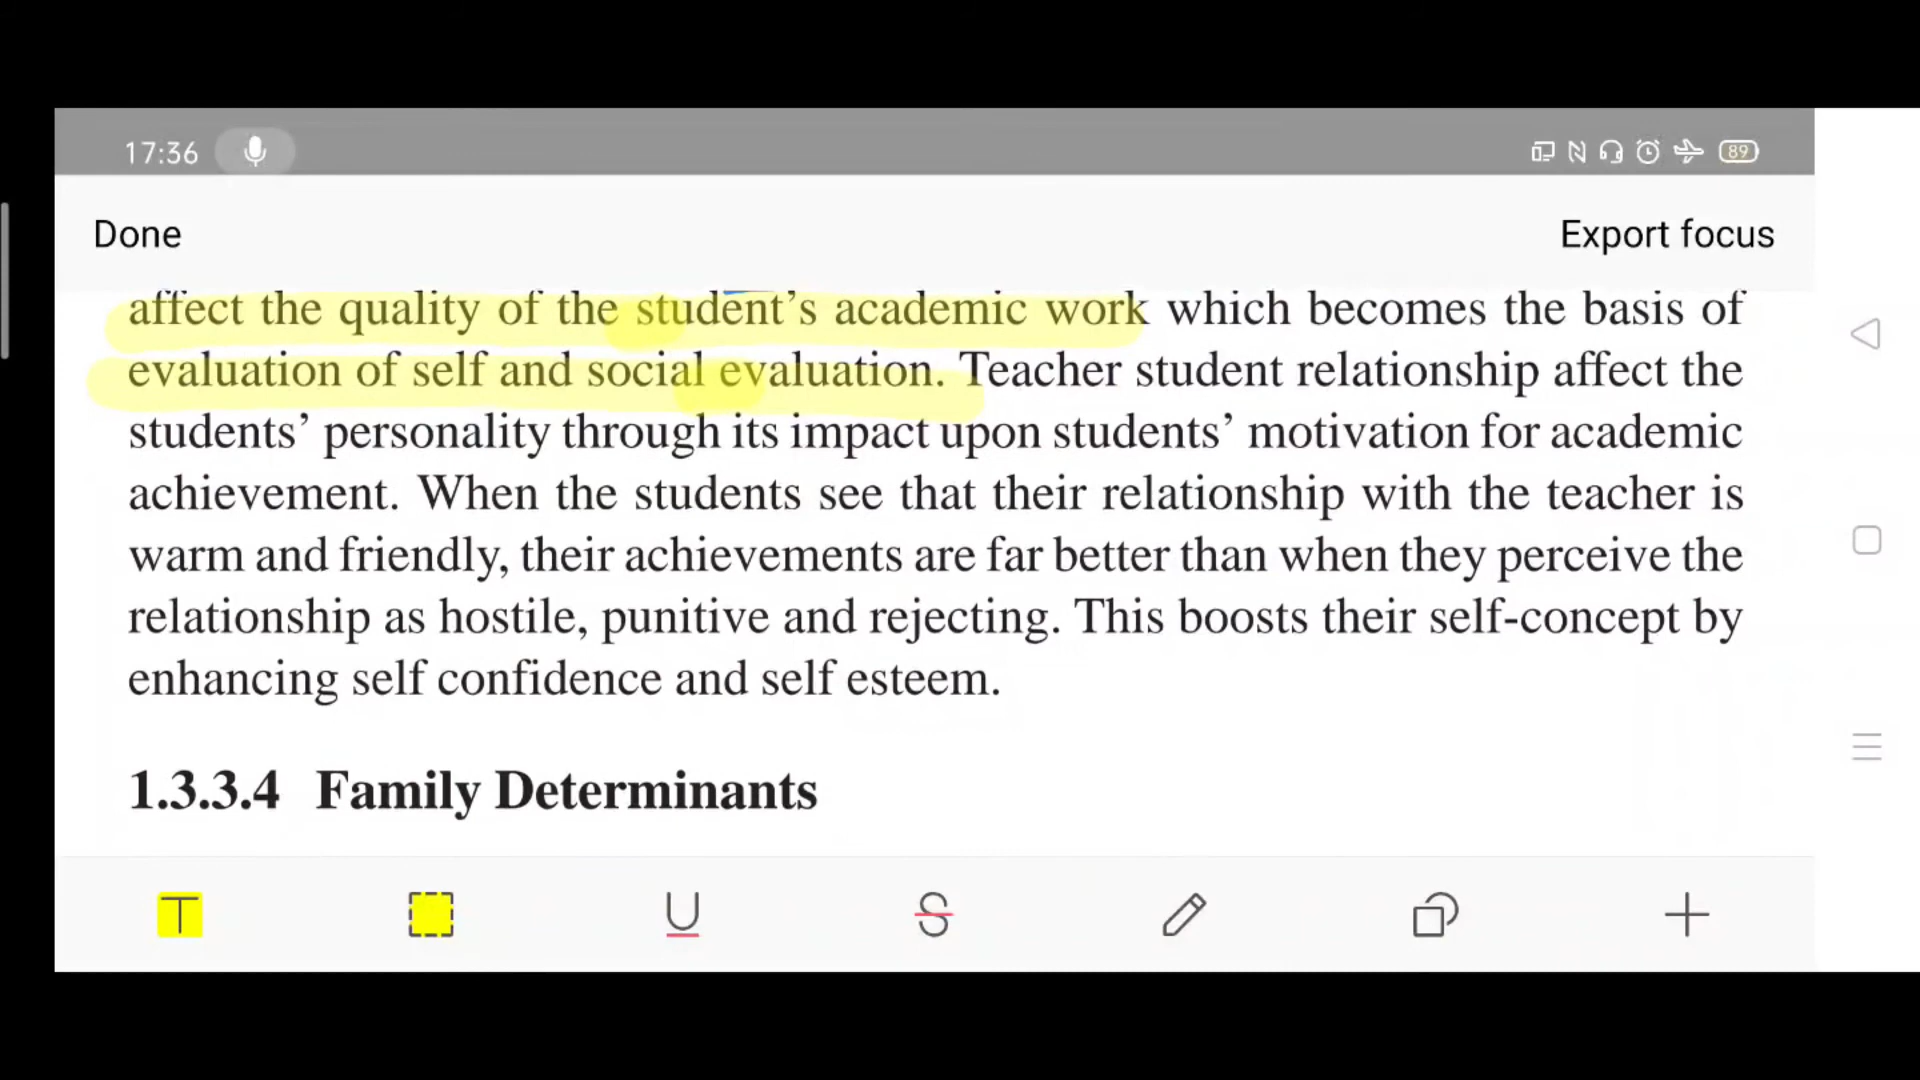 17:36 89
Done Export focus
affect the quality of the student’s academic work which becomes the basis of
evaluation of self and social evaluation. Teacher student relationship affect the
students’ personality through its impact upon students’ motivation for academic
achievement. When the students see that their relationship with the teacher is
warm and friendly, their achievements are far better than when they perceive the
relationship as hostile, punitive and rejecting. This boosts their self-concept by
enhancing self confidence and self esteem.
1.3.3.4 Family Determinants
T U S